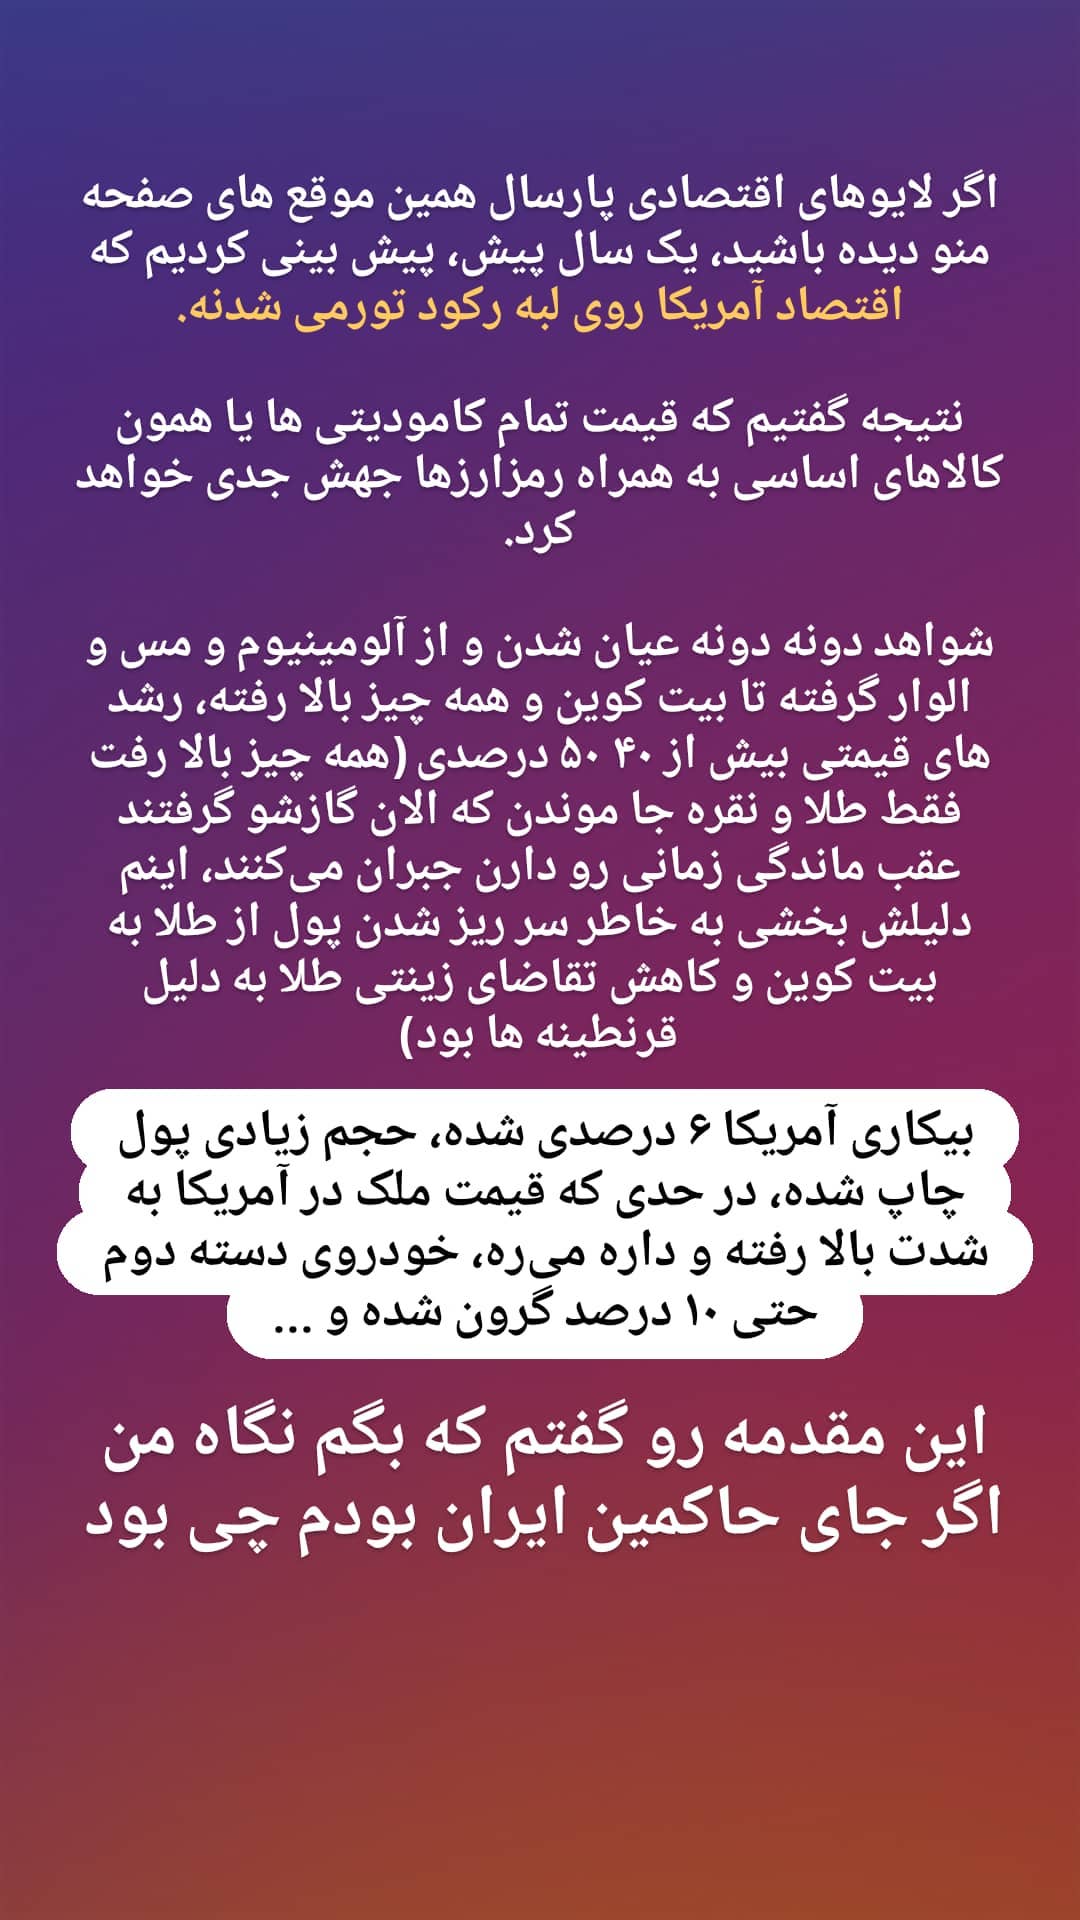 اگر لایوهای اقتصادی پارسال همین موقع های صفحه
منو دیده باشید، یک سال پیش، پیش بینی کردیم که
اقتصاد آمریکا روی لبه رکود تورمی شدنه.
نتیجه گفتیم که قیمت تمام کامودیتی ها یا همون
کالاهای اساسی به همراه رمزارزها جهش جدی خواهد
کرد.
شواهد دونه دونه عیان شدن و از آلومینیوم و مس و
الوار گرفته تا بیت کوین و همه چیز بالا رفته، رشد
های قیمتی بیش از ۴۰ ۵۰ درصدی (همه چیز بالا رفت
فقط طلا و نقره جا موندن که الان گازشو گرفتند
عقب ماندگی زمانی رو دارن جبران می‌کنند، اینم
دلیلش بخشی به خاطر سر ریز شدن پول از طلا به
بیت کوین و کاهش تقاضای زینتی طلا به دلیل
قرنطینه ها بود)
بیکاری آمریکا ۶ درصدی شده، حجم زیادی پول
چاپ شده، در حدی که قیمت ملک در آمریکا به
شدت بالا رفته و داره می‌ره، خودروی دسته دوم
حتی ۱۰ درصد گرون شده و ...
این مقدمه رو گفتم که بگم نگاه من
اگر جای حاکمین ایران بودم چی بود